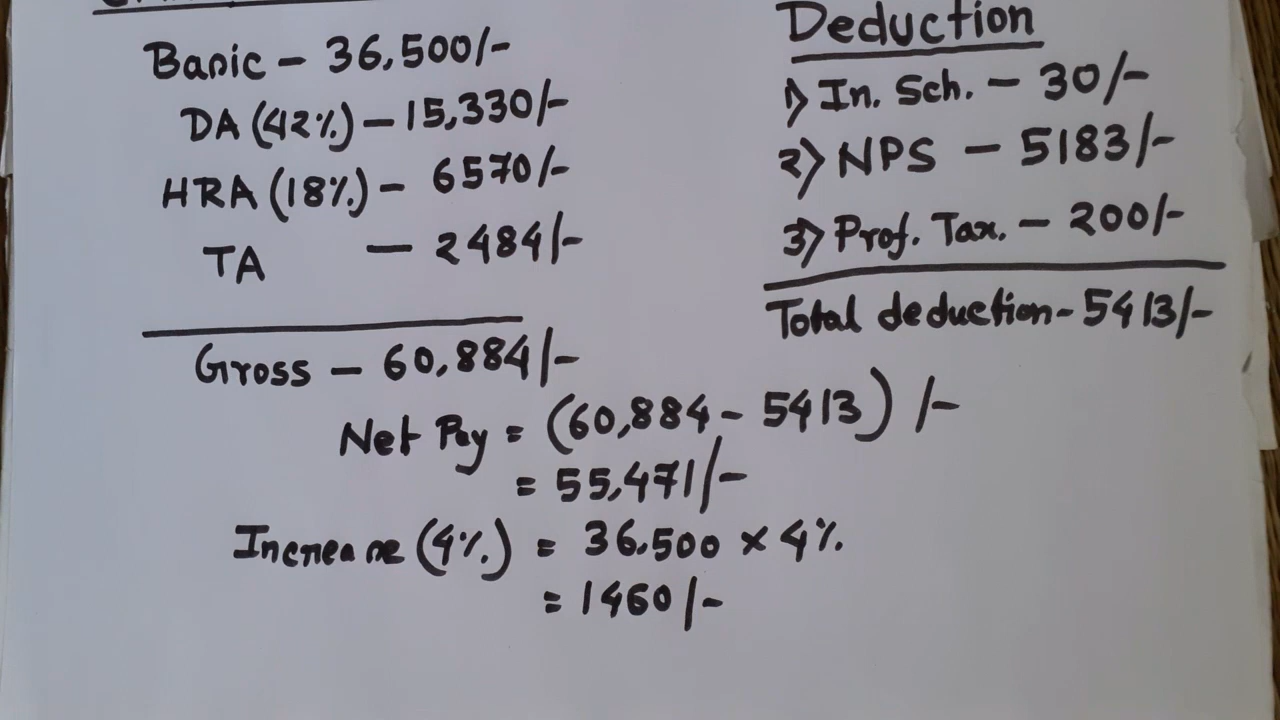 Basic - 36,500/-
DA (42%) - 15,330/-
HRA (18%) - 6570/-
TA - 2484/-
Gross - 60,884/-
Deduction
1) In. Sch. - 30/-
2) NPS - 5183/-
3) Prof. Tax. - 200/-
Total deduction - 5413/-
Net Pay = (60,884 - 5413) /-
= 55,471/-
Increase (4%) = 36,500 × 4%
= 1460/-